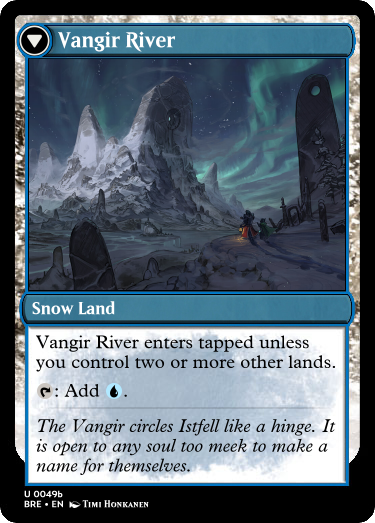 Vangir River
Snow Land
Vangir River enters tapped unless
you control two or more other lands.
: Add .
The Vangir circles Istfell like a hinge. It
is open to any soul too meek to make a
name for themselves.
U 0049b
BRE • EN Timi Honkanen